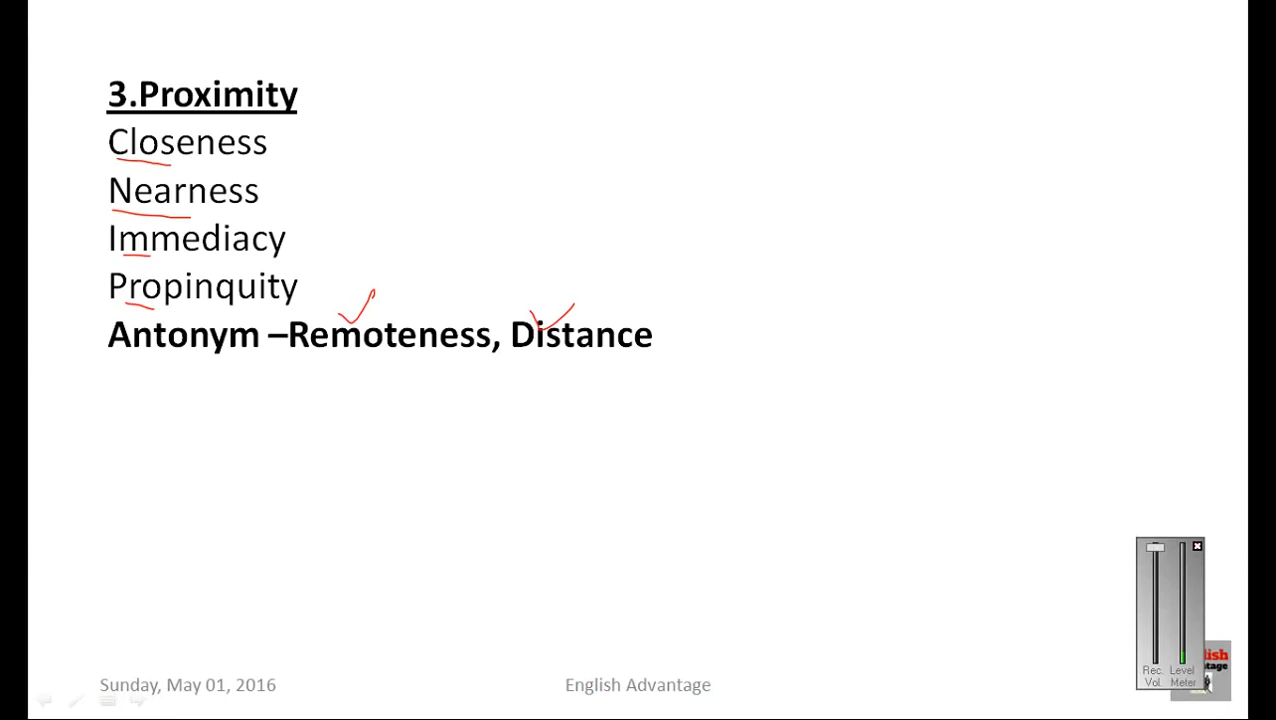 3.Proximity
Closeness
Nearness
Immediacy
Propinquity
Antonym –Remoteness, Distance
Rec. Level
Vol. Meter
Sunday, May 01, 2016
English Advantage